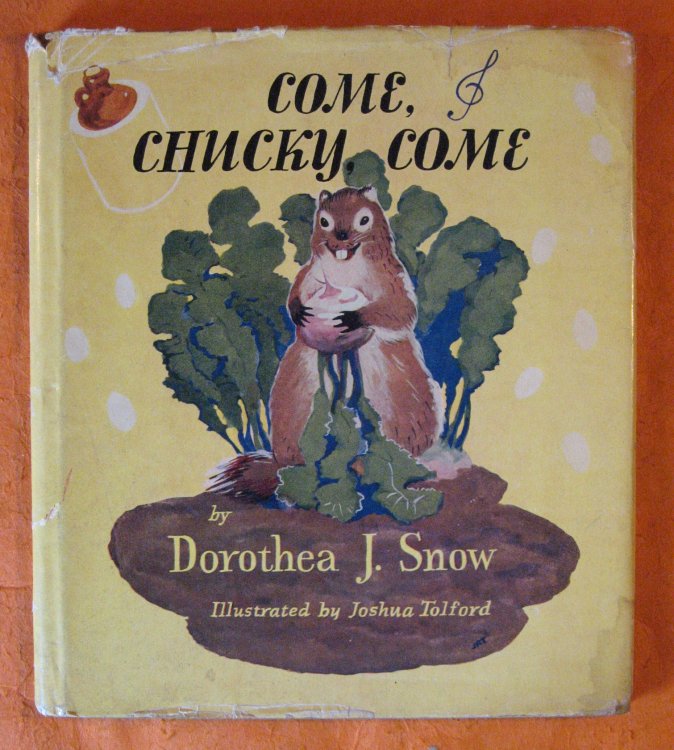 COME,
CHUCKY, COME
by
Dorothea J. Snow
Illustrated by Joshua Tolford